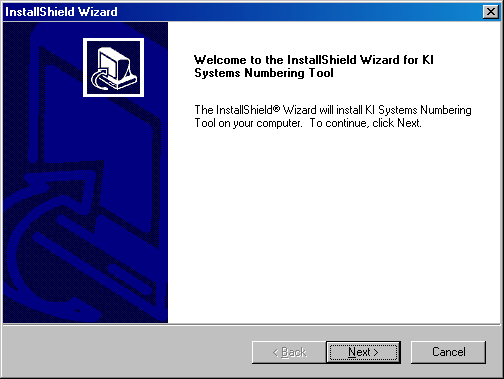 InstallShield Wizard
Welcome to the InstallShield Wizard for KI
Systems Numbering Tool
The InstallShield® Wizard will install KI Systems Numbering
Tool on your computer.  To continue, click Next.
< Back
Next >
Cancel